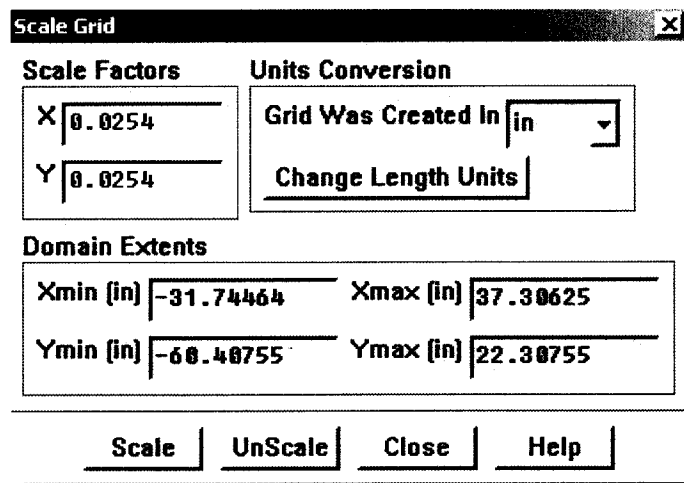 Scale Grid
Scale Factors
X 0.0254
Y 0.0254
Units Conversion
Grid Was Created In in
Change Length Units
Domain Extents
Xmin (in) -31.74464 Xmax (in) 37.30625
Ymin (in) -60.40755 Ymax (in) 22.30755
Scale UnScale Close Help